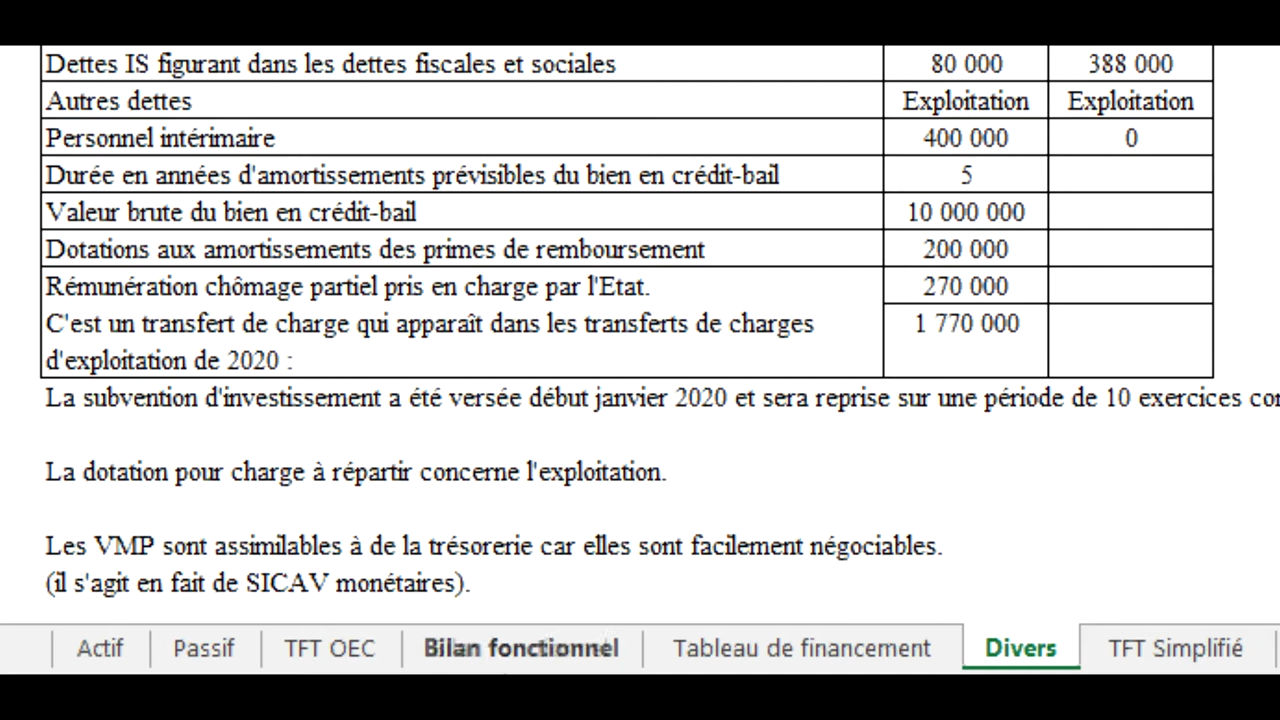 Dettes IS figurant dans les dettes fiscales et sociales 80 000 388 000
Autres dettes Exploitation Exploitation
Personnel intérimaire 400 000 0
Durée en années d'amortissements prévisibles du bien en crédit-bail 5
Valeur brute du bien en crédit-bail 10 000 000
Dotations aux amortissements des primes de remboursement 200 000
Rémunération chômage partiel pris en charge par l'Etat. 270 000
C'est un transfert de charge qui apparaît dans les transferts de charges 1 770 000
d'exploitation de 2020 :
La subvention d'investissement a été versée début janvier 2020 et sera reprise sur une période de 10 exercices
La dotation pour charge à répartir concerne l'exploitation.
Les VMP sont assimilables à de la trésorerie car elles sont facilement négociables.
(il s'agit en fait de SICAV monétaires).
Actif Passif TFT OEC Bilan fonctionnel Tableau de financement Divers TFT Simplifié